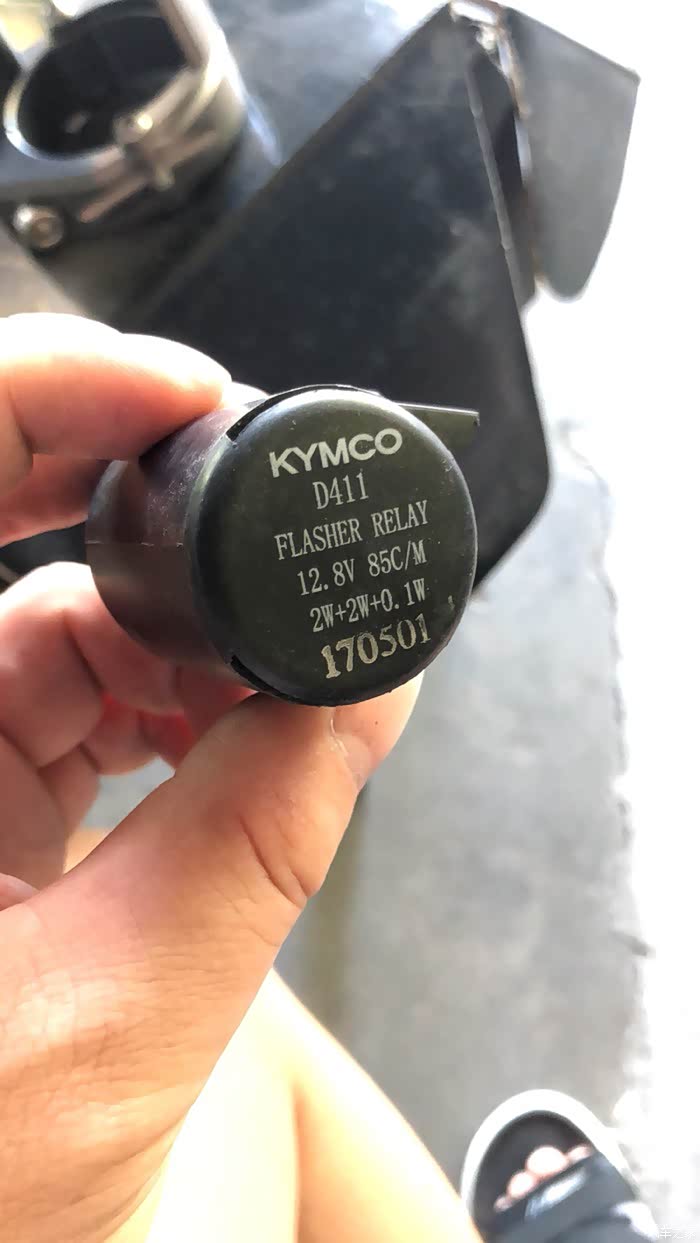 KYMCO
D411
FLASHER RELAY
12.8V 85C/M
2W+2W+0.1W
170501